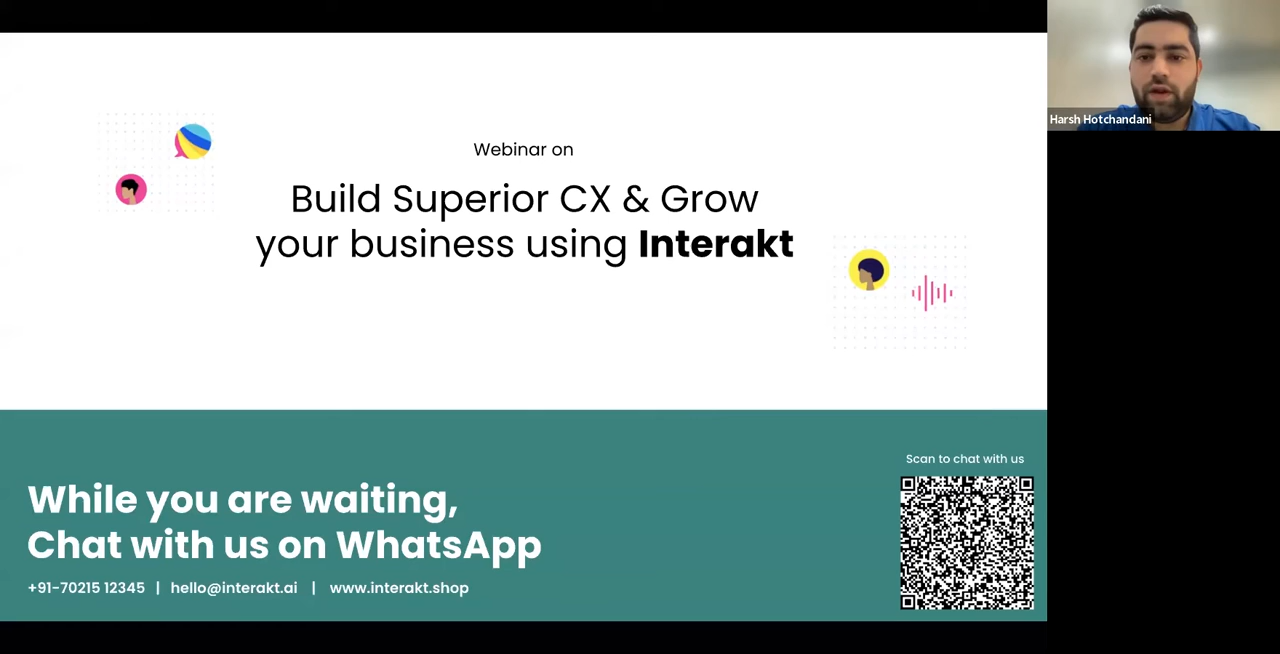 Harsh Hotchandani
Webinar on
Build Superior CX & Grow
your business using Interakt
Scan to chat with us
While you are waiting,
Chat with us on WhatsApp
+91-70215 12345 | hello@interakt.ai | www.interakt.shop